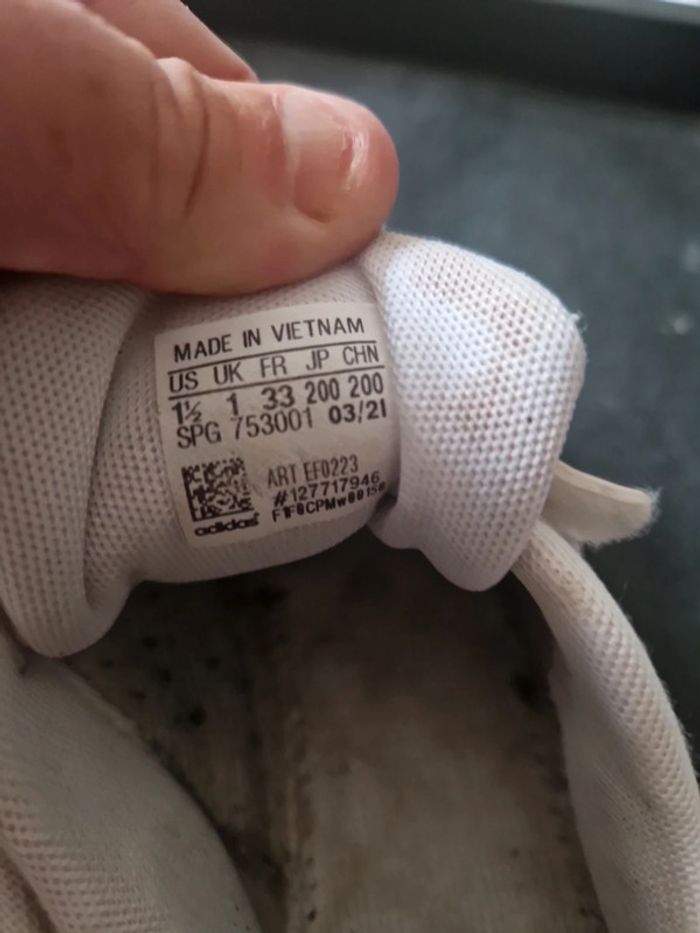 MADE IN VIETNAM
US UK FR JP CHN
1½ 1 33 200 200
SPG 753001 03/21
ART EF0223
#127717946
adidas